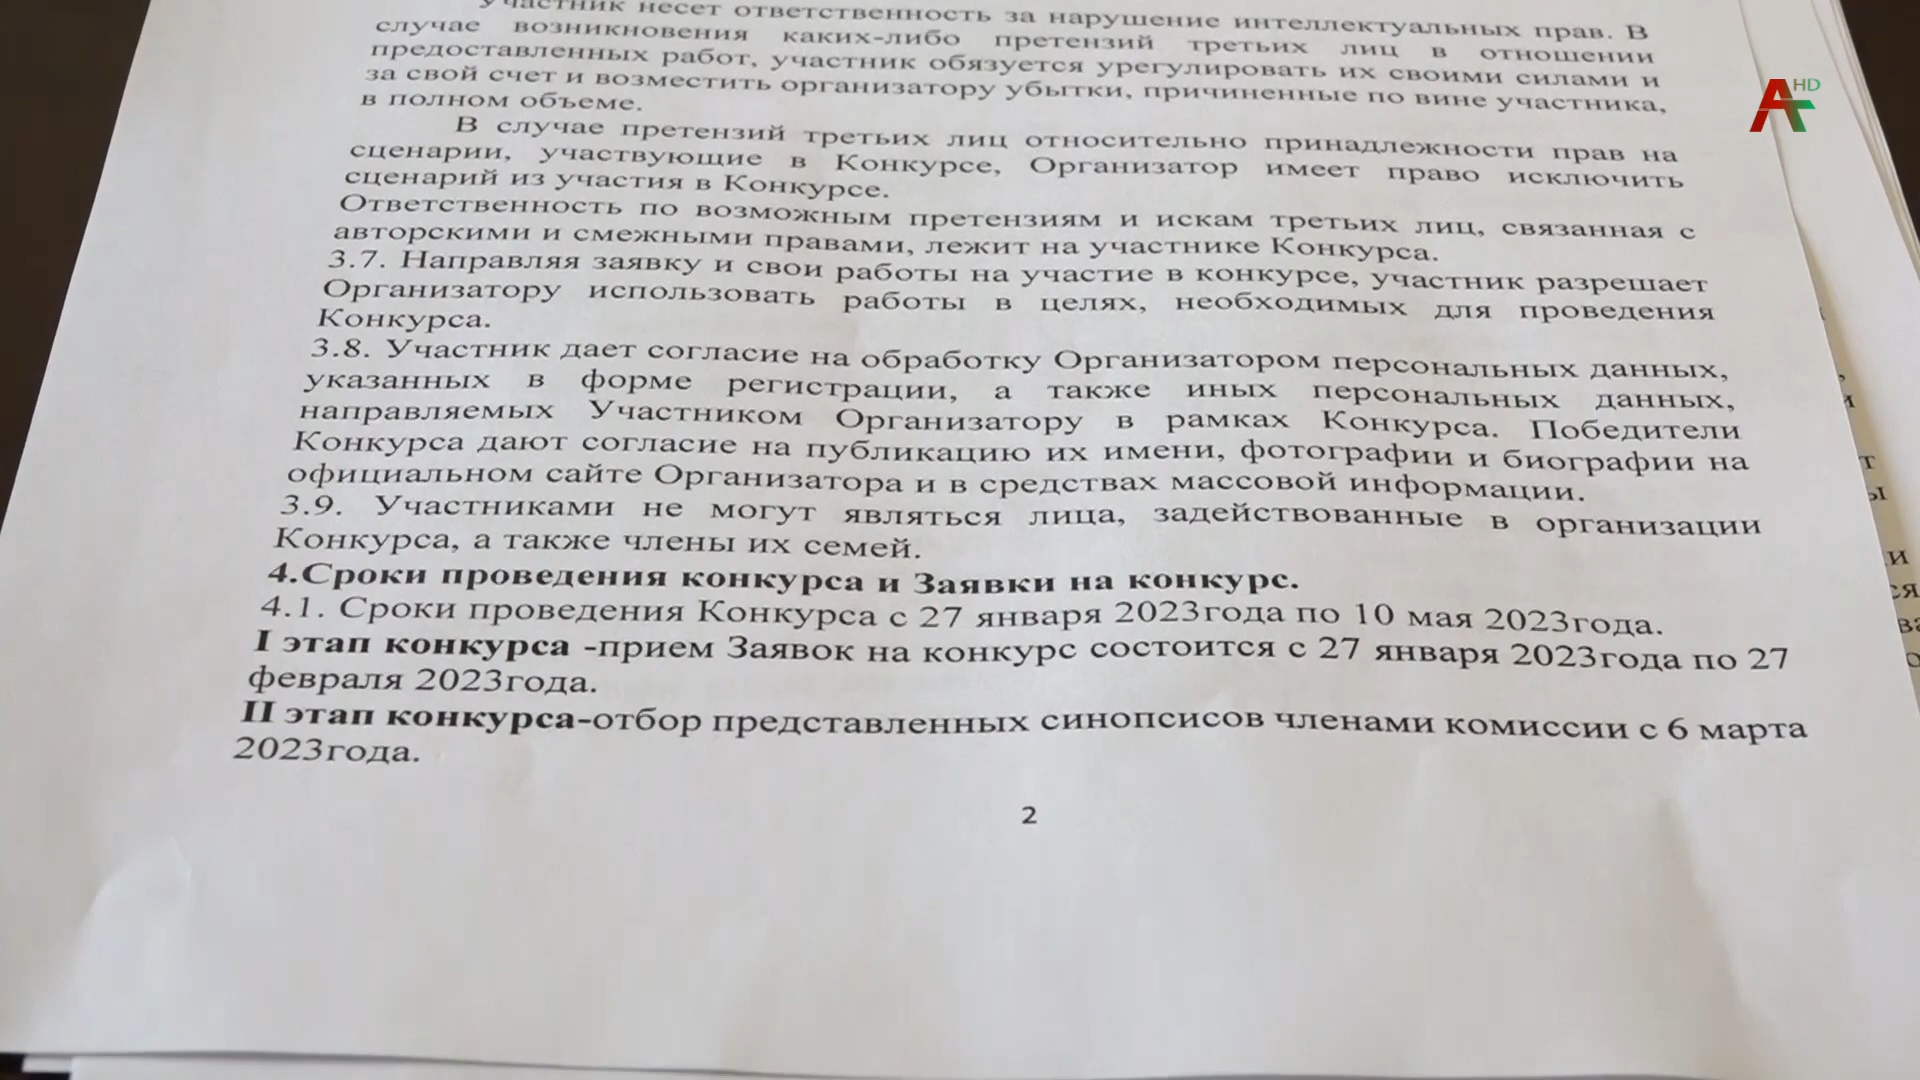 Участник несет ответственность за нарушение интеллектуальных прав. В
случае возникновения каких-либо претензий третьих лиц в отношении
предоставленных работ, участник обязуется урегулировать их своими силами и
за свой счет и возместить организатору убытки, причиненные по вине участника,
в полном объеме.
В случае претензий третьих лиц относительно принадлежности прав на
сценарии, участвующие в Конкурсе, Организатор имеет право исключить
сценарий из участия в Конкурсе.
Ответственность по возможным претензиям и искам третьих лиц, связанная с
авторскими и смежными правами, лежит на участнике Конкурса.
3.7. Направляя заявку и свои работы на участие в конкурсе, участник разрешает
Организатору использовать работы в целях, необходимых для проведения
Конкурса.
3.8. Участник дает согласие на обработку Организатором персональных данных,
указанных в форме регистрации, а также иных персональных данных,
направляемых Участником Организатору в рамках Конкурса. Победители
Конкурса дают согласие на публикацию их имени, фотографии и биографии на
официальном сайте Организатора и в средствах массовой информации.
3.9. Участниками не могут являться лица, задействованные в организации
Конкурса, а также члены их семей.
4.Сроки проведения конкурса и Заявки на конкурс.
4.1. Сроки проведения Конкурса с 27 января 2023года по 10 мая 2023года.
I этап конкурса -прием Заявок на конкурс состоится с 27 января 2023года по 27
февраля 2023года.
II этап конкурса-отбор представленных синопсисов членами комиссии с 6 марта
2023года.
2
АТ HD